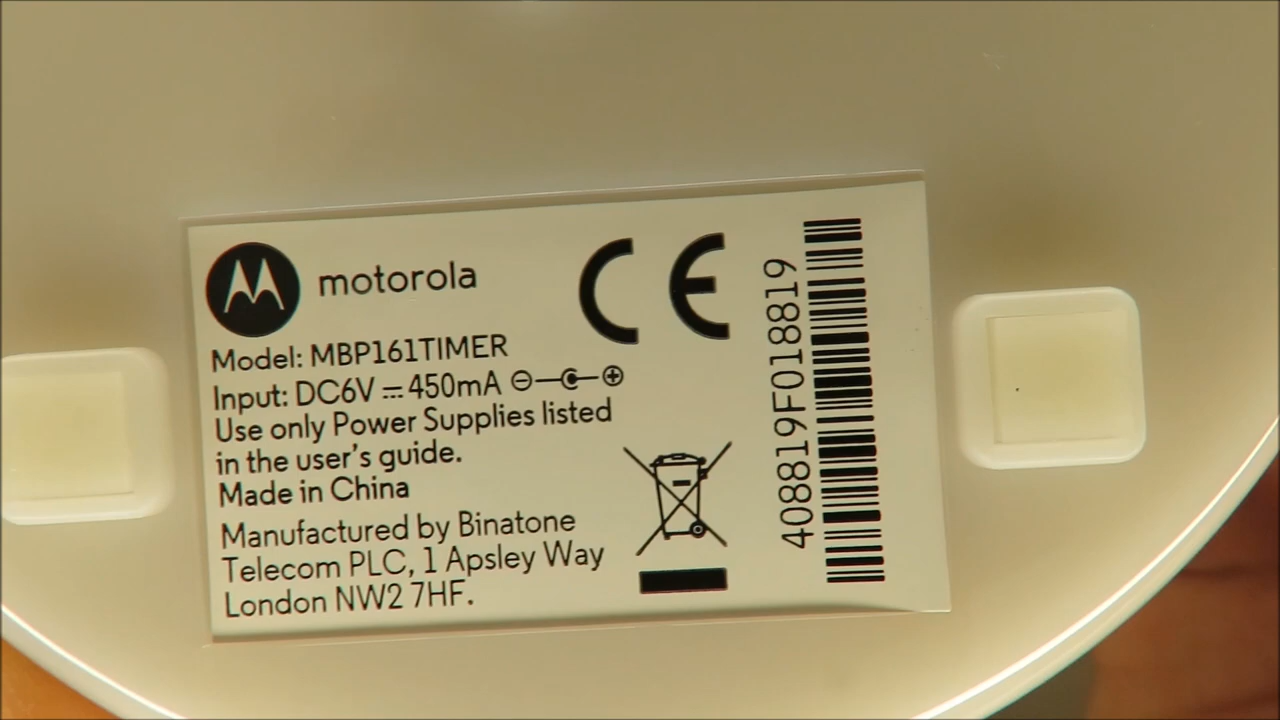 motorola
Model: MBP161TIMER
Input: DC6V ⎓ 450mA
Use only Power Supplies listed
in the user's guide.
Made in China
Manufactured by Binatone
Telecom PLC, 1 Apsley Way
London NW2 7HF.
CE
408819F018819